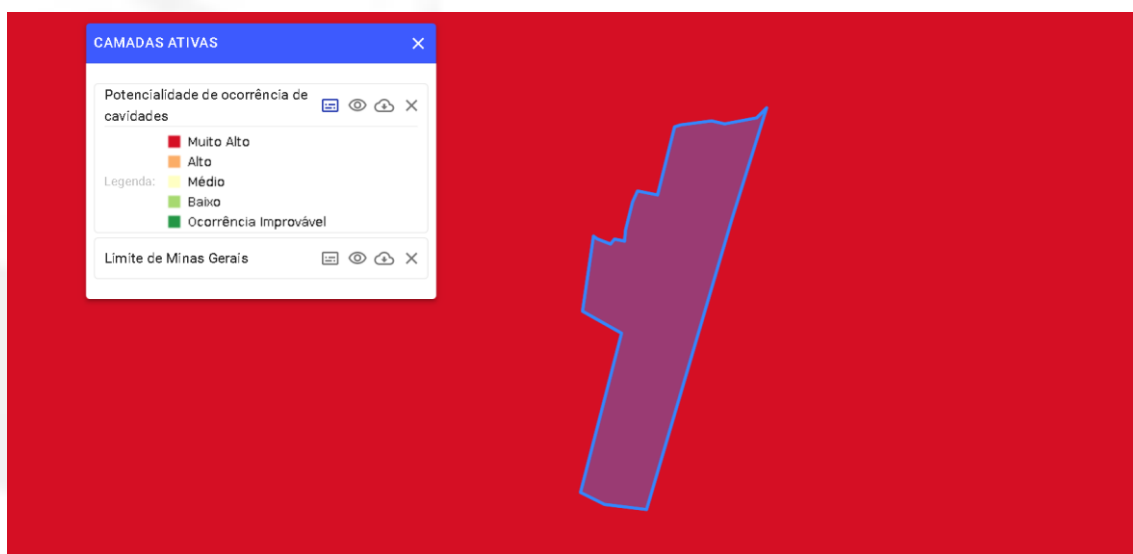 CAMADAS ATIVAS
Potencialidade de ocorrência de
cavidades
Legenda:
Muito Alto
Alto
Médio
Baixo
Ocorrência Improvável
Limite de Minas Gerais